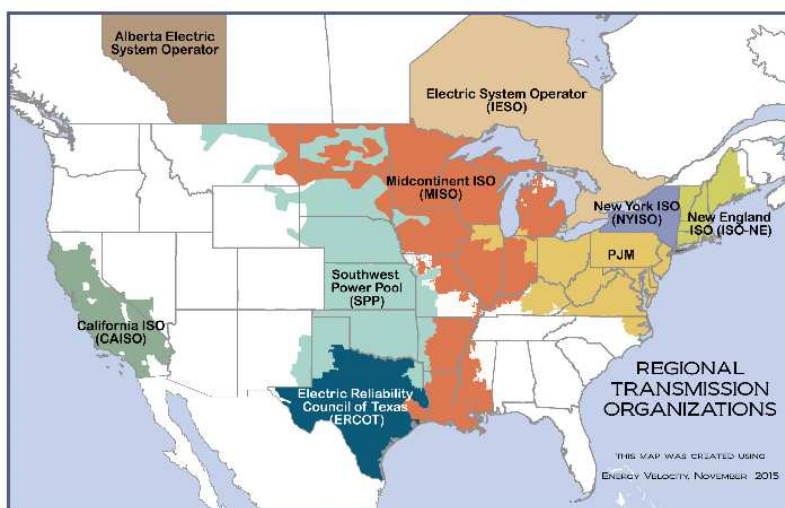 Alberta Electric
System Operator
Electric System Operator
(IESO)
Midcontinent ISO
(MISO)
New York ISO
(NYISO)
New England
ISO (ISO-NE)
PJM
Southwest
Power Pool
(SPP)
California ISO
(CAISO)
Electric Reliability
Council of Texas
(ERCOT)
REGIONAL
TRANSMISSION
ORGANIZATIONS
THIS MAP WAS CREATED USING
ENERGY VELOCITY, NOVEMBER 2015